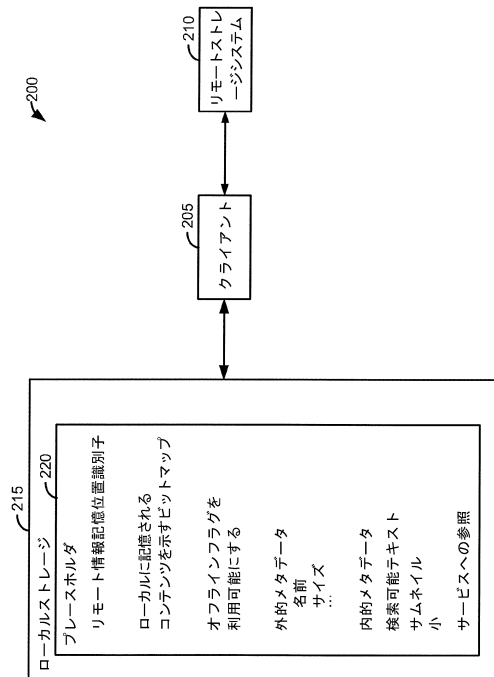 200
215
ローカルストレージ
220
プレースホルダ
リモート情報記憶位置識別子
ローカルに記憶される
コンテンツを示すビットマップ
オフラインフラグを
利用可能にする
外的メタデータ
名前
サイズ
…
内的メタデータ
検索可能テキスト
サムネイル
小
サービスへの参照
205
クライアント
210
リモートストレ
ージシステム